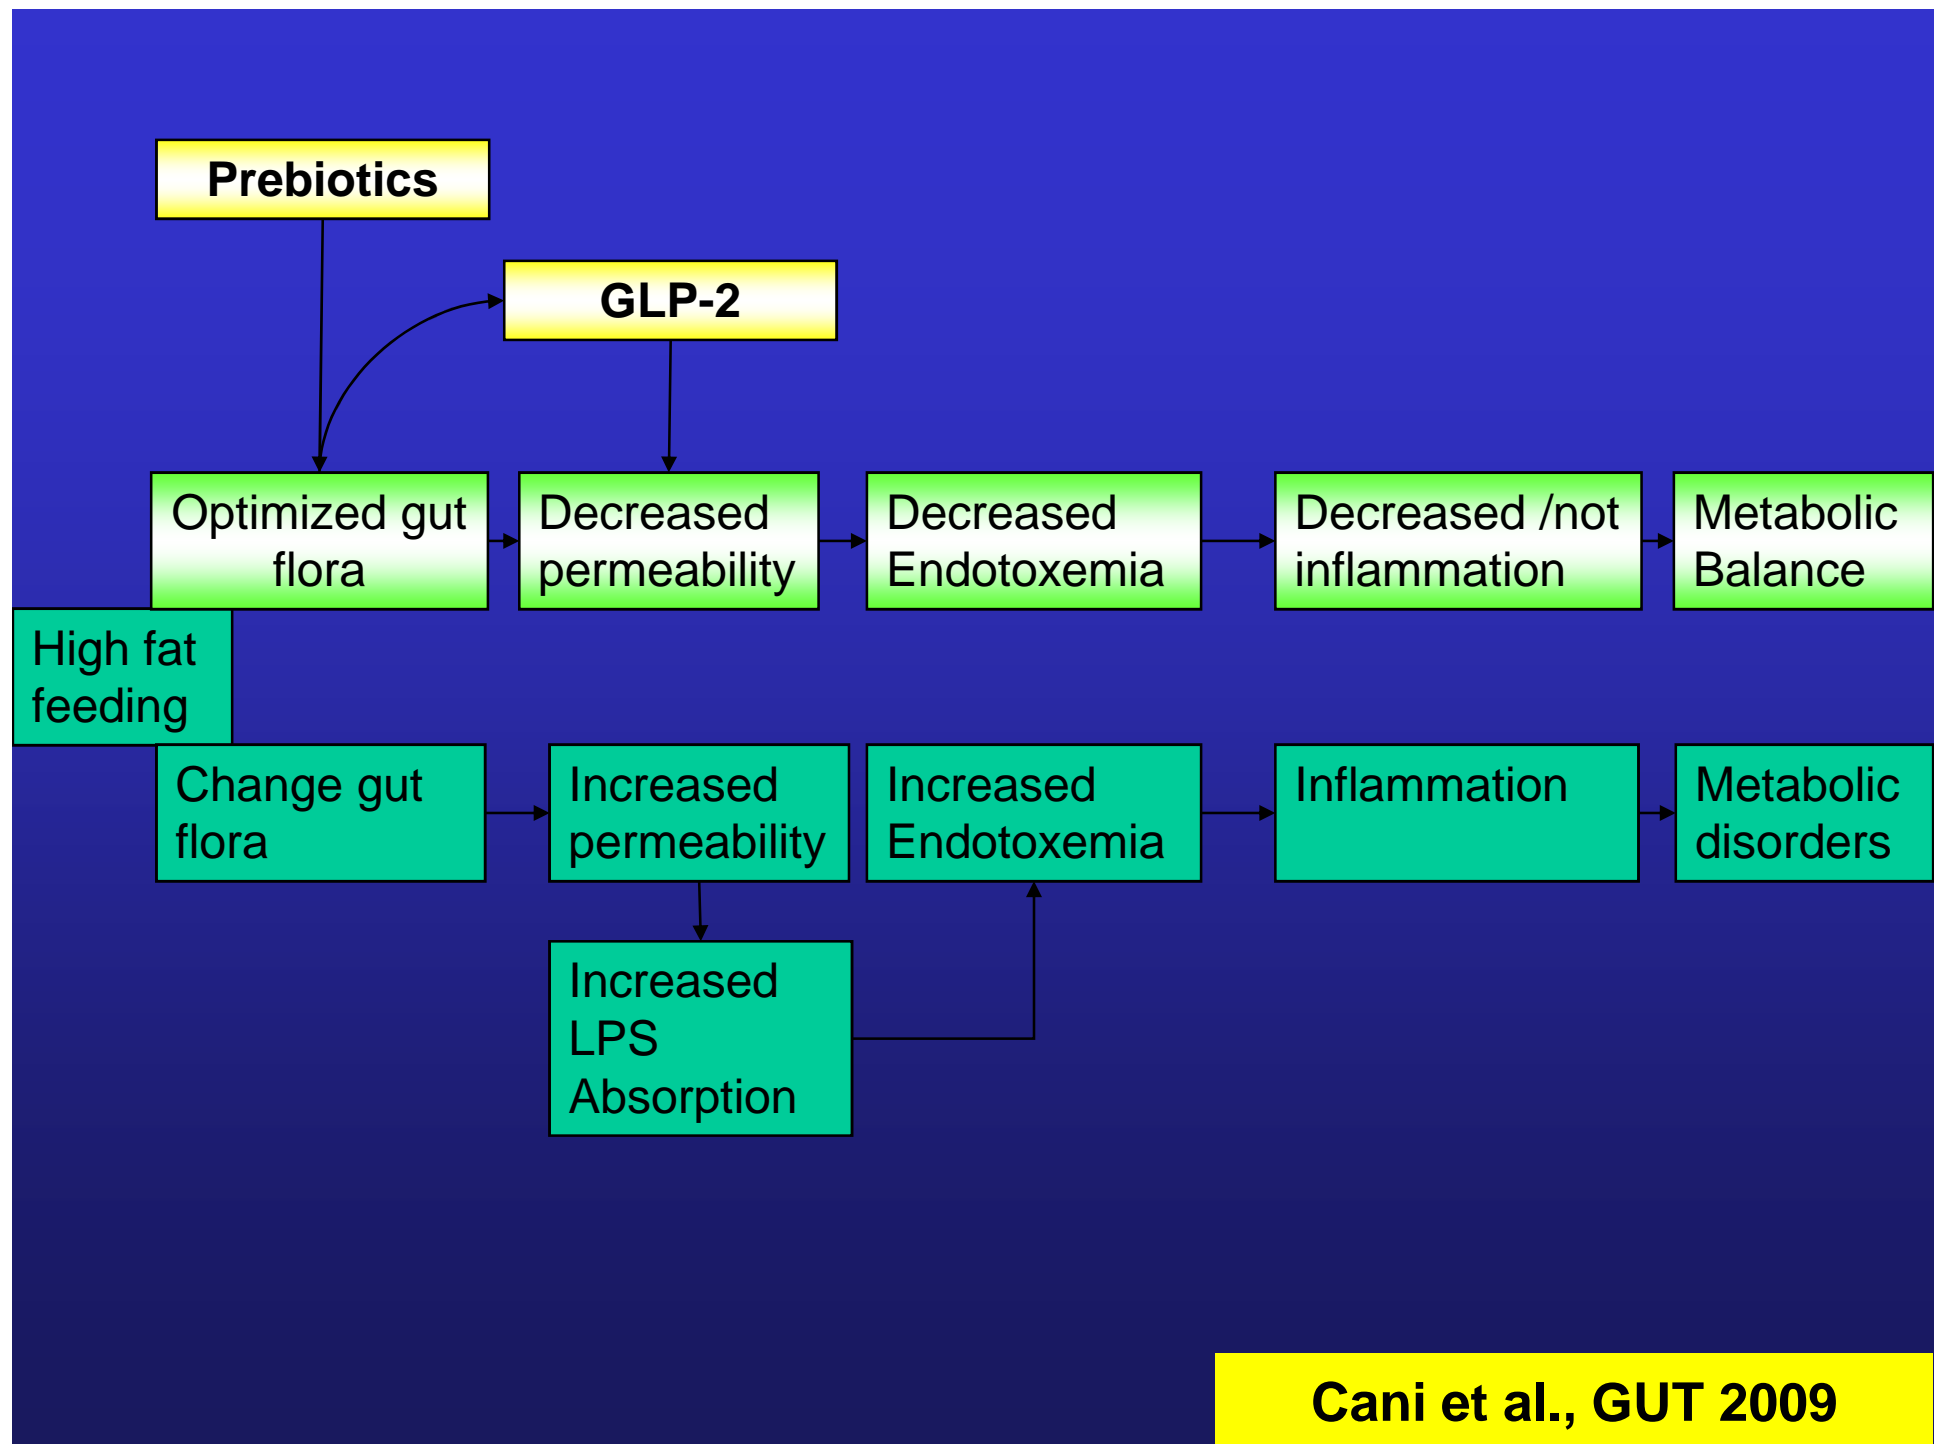 Prebiotics
GLP-2
Optimized gut
flora
Decreased
permeability
Decreased
Endotoxemia
Decreased /not
inflammation
Metabolic
Balance
High fat
feeding
Change gut
flora
Increased
permeability
Increased
Endotoxemia
Inflammation
Metabolic
disorders
Increased
LPS
Absorption
Cani et al., GUT 2009